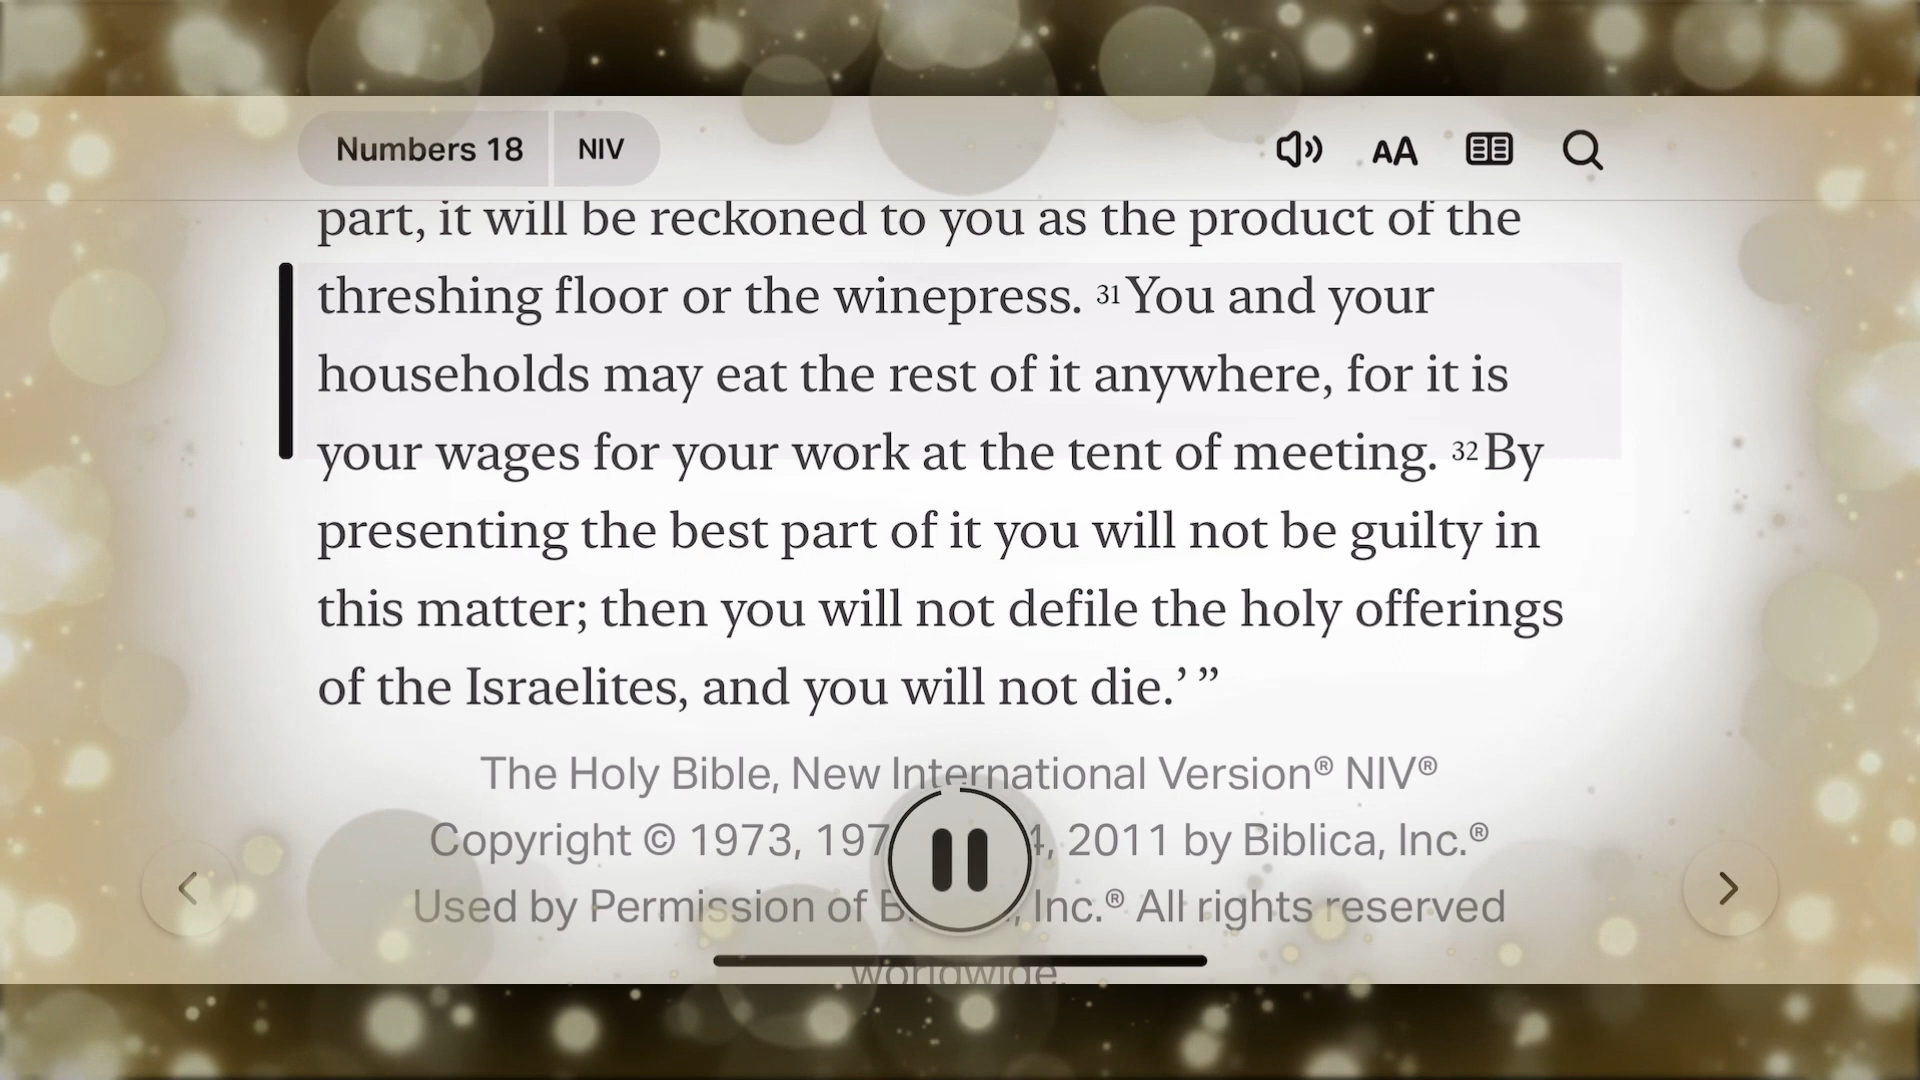 Numbers 18 NIV
part, it will be reckoned to you as the product of the
threshing floor or the winepress. 31 You and your
households may eat the rest of it anywhere, for it is
your wages for your work at the tent of meeting. 32 By
presenting the best part of it you will not be guilty in
this matter; then you will not defile the holy offerings
of the Israelites, and you will not die.’ ”
The Holy Bible, New International Version® NIV®
Copyright © 1973, 2011 by Biblica, Inc.®
Used by Permission of Inc.® All rights reserved
worldwide.